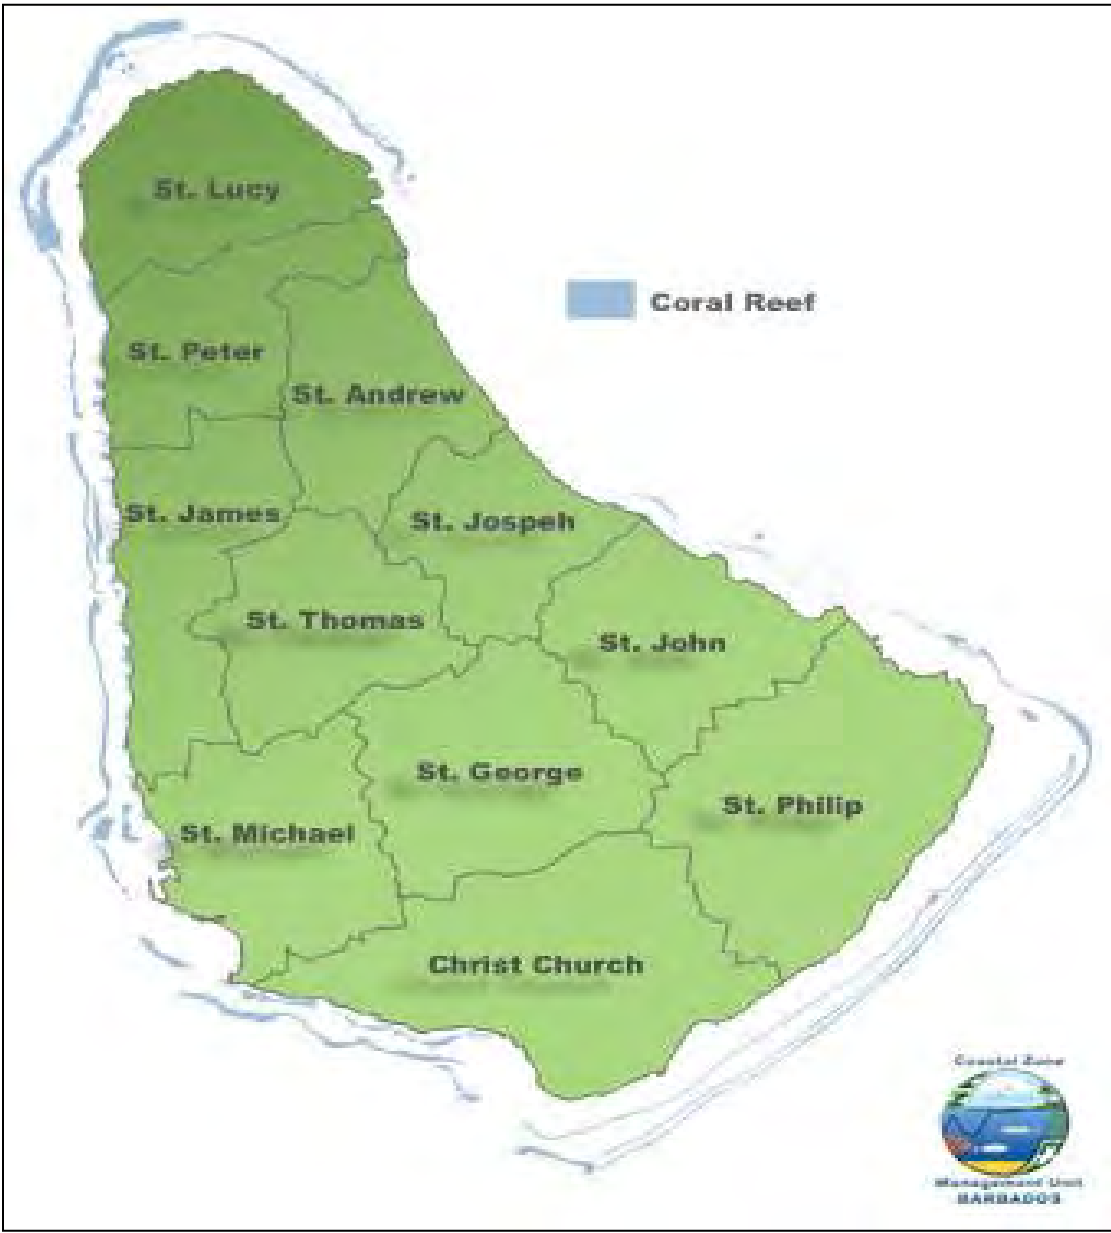 St. Lucy
Coral Reef
St. Peter
St. Andrew
St. James
St. Jospeh
St. Thomas
St. John
St. George
St. Philip
St. Michael
Christ Church
Coastal Zone
Management Unit
BARBADOS